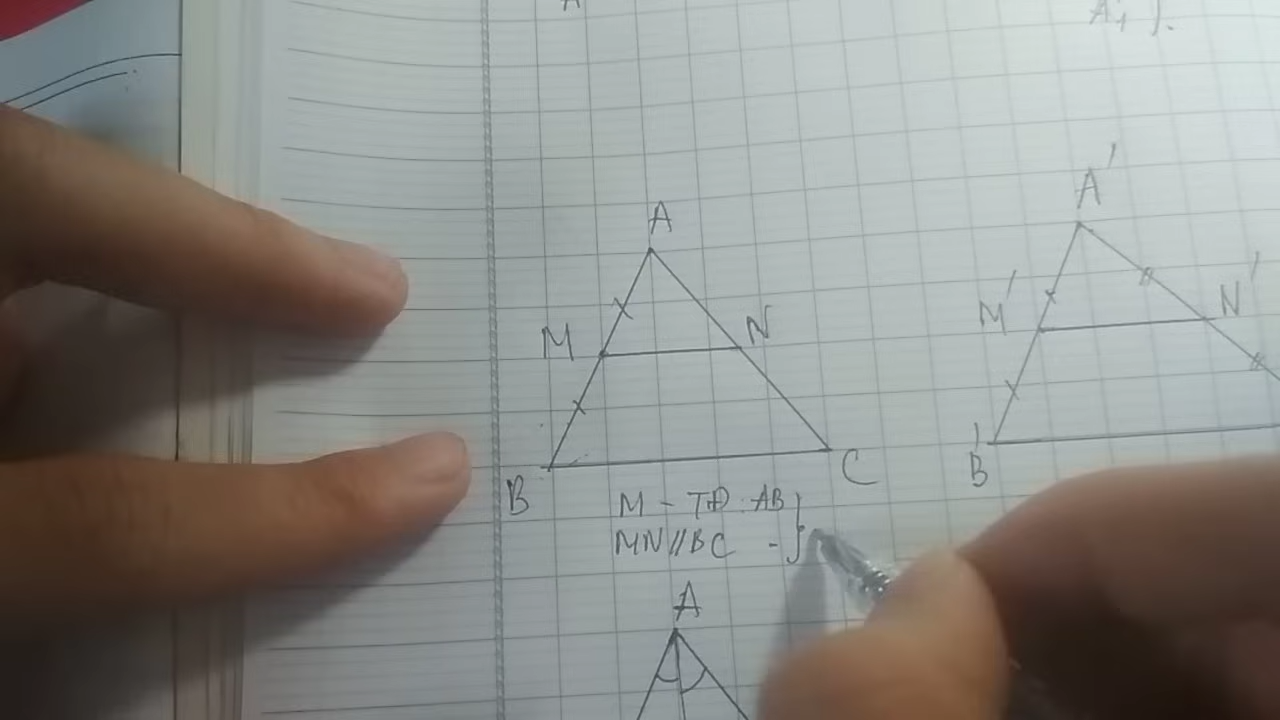 A
A', }.
A
M
N
B
C
A'
M'
N'
B'
M - TĐ: AB }
MN // BC - }
A